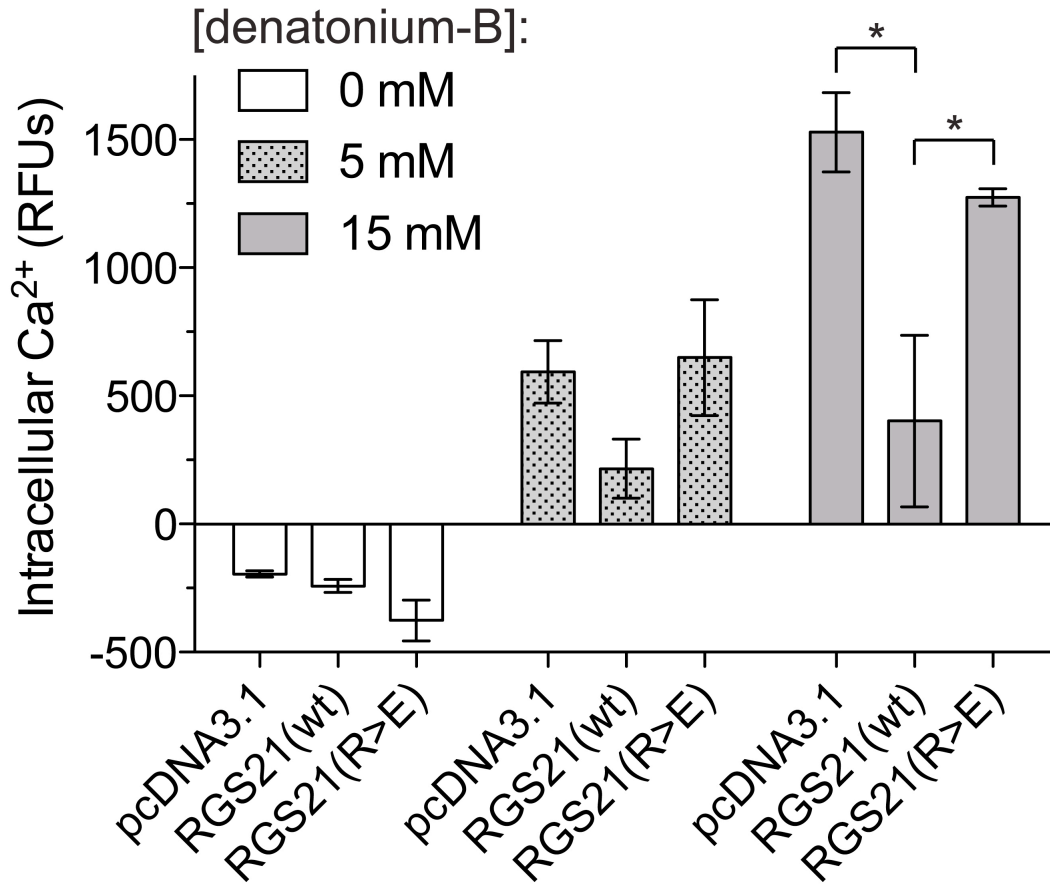 [denatonium-B]:
0 mM
5 mM
15 mM
*
*
Intracellular Ca²⁺ (RFUs)
1500
1000
500
0
-500
pcDNA3.1
RGS21(wt)
RGS21(R>E)
pcDNA3.1
RGS21(wt)
RGS21(R>E)
pcDNA3.1
RGS21(wt)
RGS21(R>E)